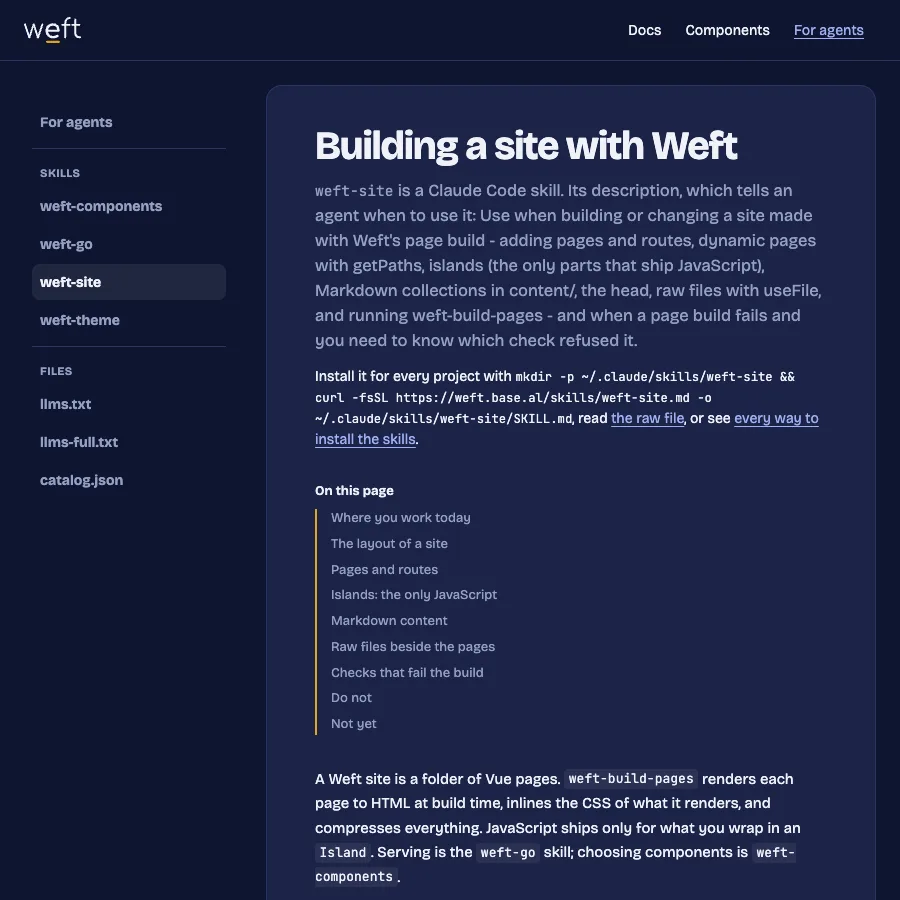 weft
Docs
Components
For agents
For agents
SKILLS
weft-components
weft-go
weft-site
weft-theme
FILES
llms.txt
llms-full.txt
catalog.json
Building a site with Weft
weft-site is a Claude Code skill. Its description, which tells an
agent when to use it: Use when building or changing a site made
with Weft's page build - adding pages and routes, dynamic pages
with getPaths, islands (the only parts that ship JavaScript),
Markdown collections in content/, the head, raw files with useFile,
and running weft-build-pages - and when a page build fails and
you need to know which check refused it.
Install it for every project with mkdir -p ~/.claude/skills/weft-site &&
curl -fsSL https://weft.base.al/skills/weft-site.md -o
~/.claude/skills/weft-site/SKILL.md, read the raw file, or see every way to
install the skills.
On this page
Where you work today
The layout of a site
Pages and routes
Islands: the only JavaScript
Markdown content
Raw files beside the pages
Checks that fail the build
Do not
Not yet
A Weft site is a folder of Vue pages. weft-build-pages renders each
page to HTML at build time, inlines the CSS of what it renders, and
compresses everything. JavaScript ships only for what you wrap in an
Island. Serving is the weft-go skill; choosing components is weft-
components.